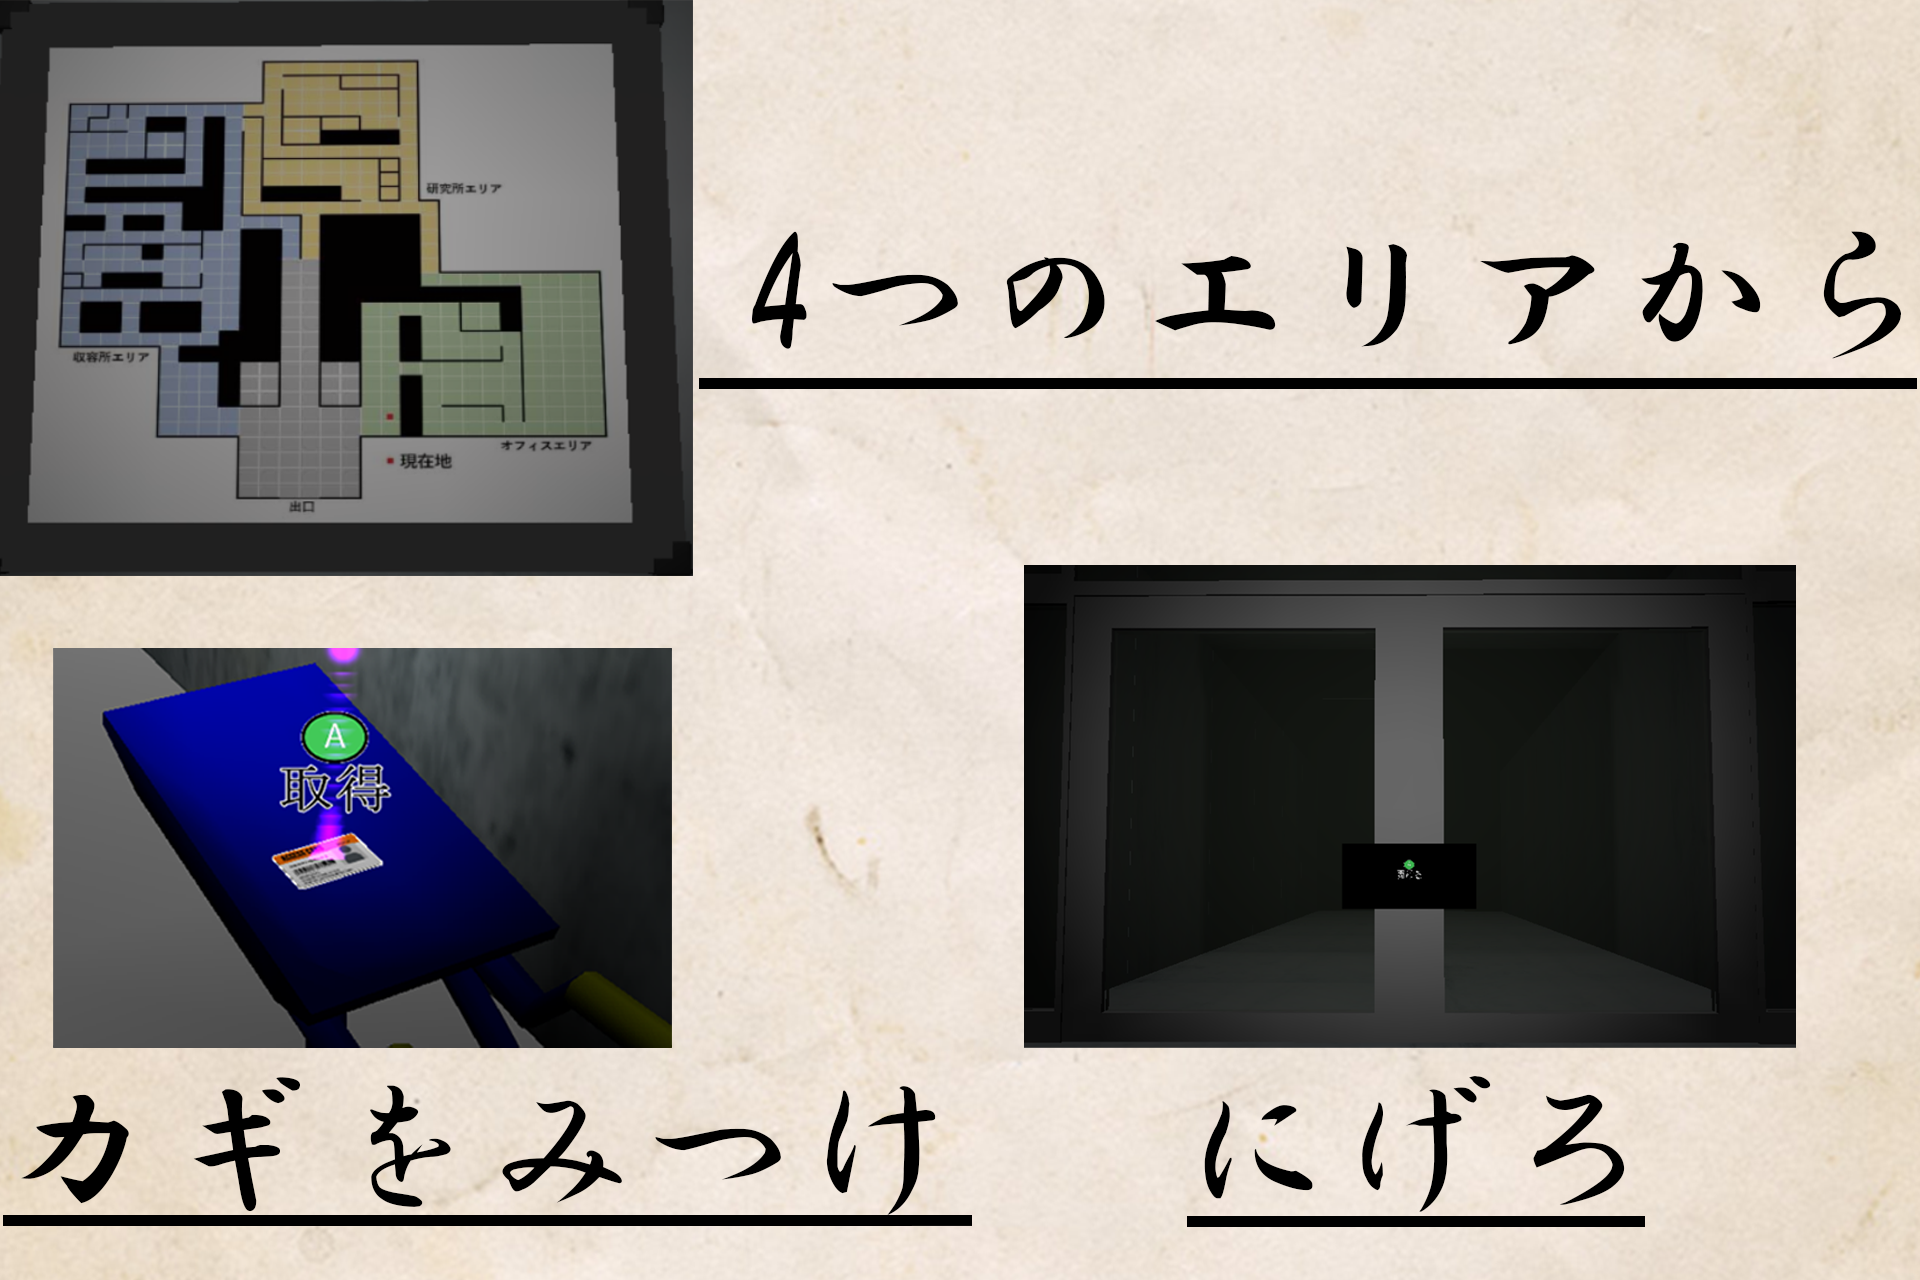 研究所エリア
収容所エリア
オフィスエリア
現在地
出口
4つのエリアから
A
取得
カギをみつけ
にげろ